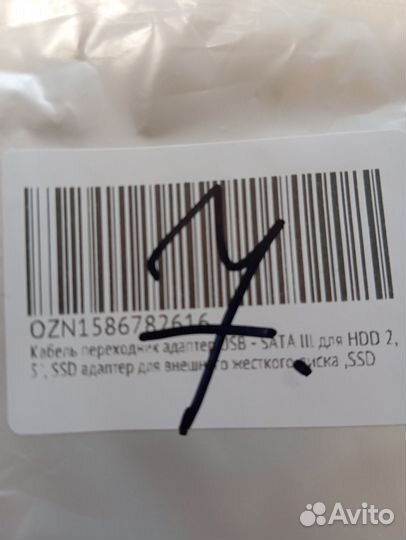 OZN1586782616
Кабель переходник адаптер USB - SATA III для HDD 2,
5", SSD адаптер для внешнего жесткого диска ,SSD
7.
Avito